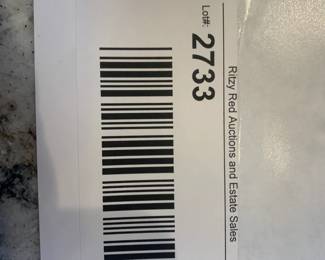 Ritzy Red Auctions and Estate Sales
Lot#: 2733